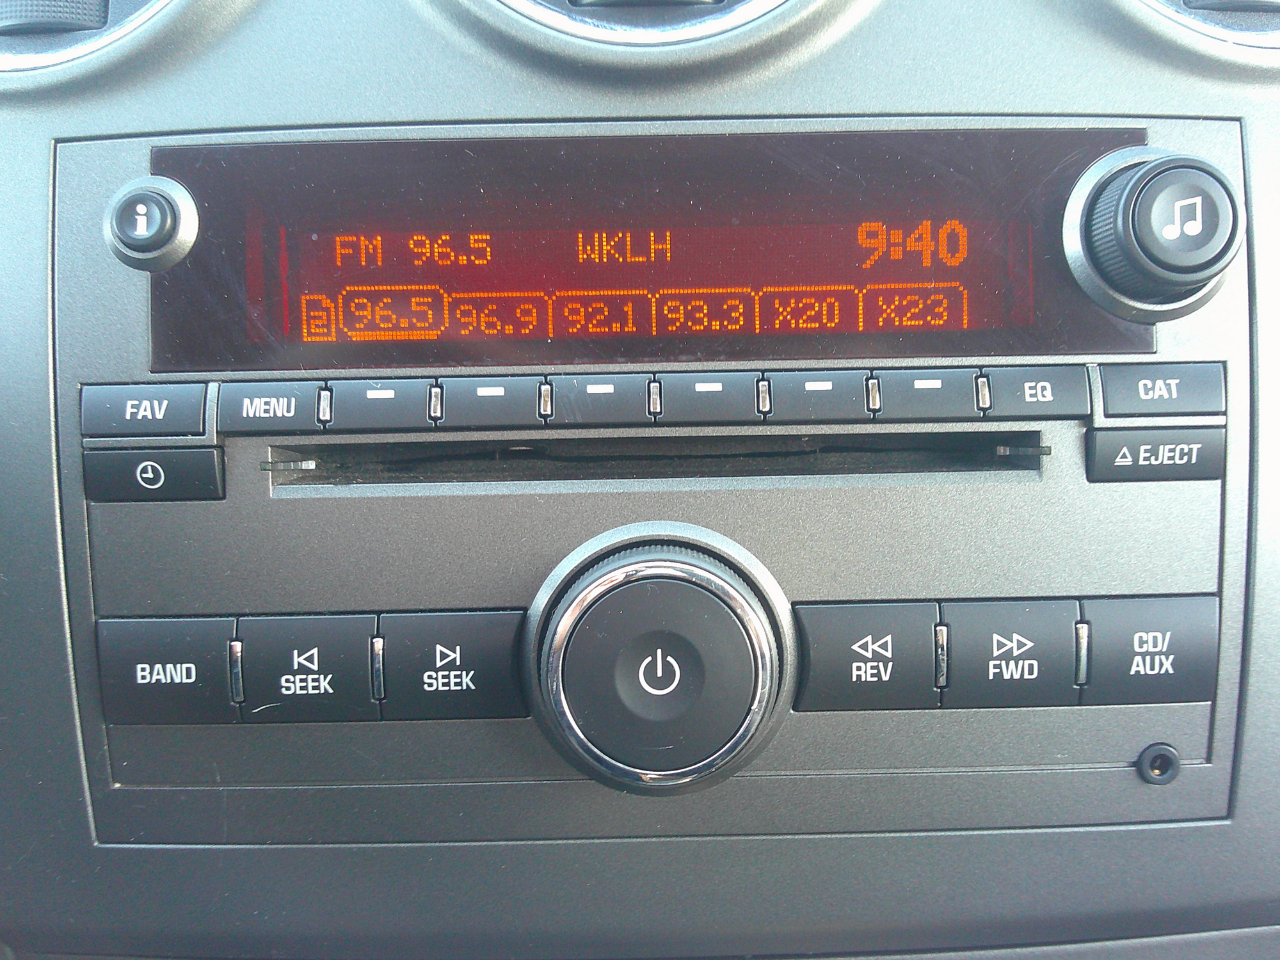 i
FM 96.5 WKLH 9:40
2 96.5 96.9 92.1 93.3 X20 X23
FAV MENU EQ CAT
EJECT
BAND SEEK SEEK REV FWD CD/
AUX